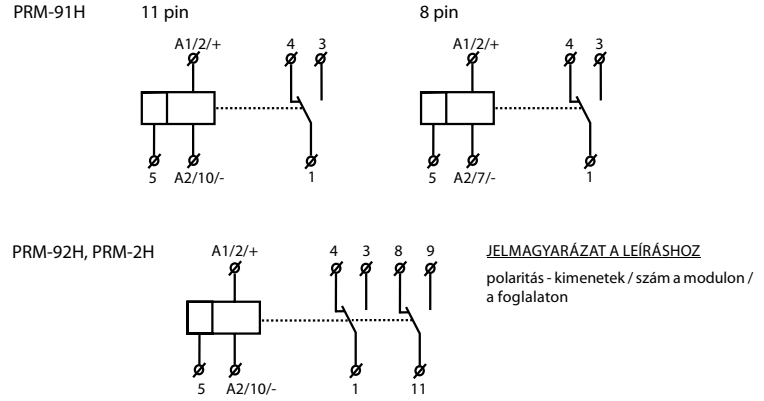 PRM-91H 11 pin 8 pin
A1/2/+ 4 3 A1/2/+ 4 3
5 A2/10/- 1 5 A2/7/- 1
PRM-92H, PRM-2H A1/2/+ 4 3 8 9 JELMAGYARÁZAT A LEÍRÁSHOZ
polaritás - kimenetek / szám a modulon /
a foglalaton
5 A2/10/- 1 11